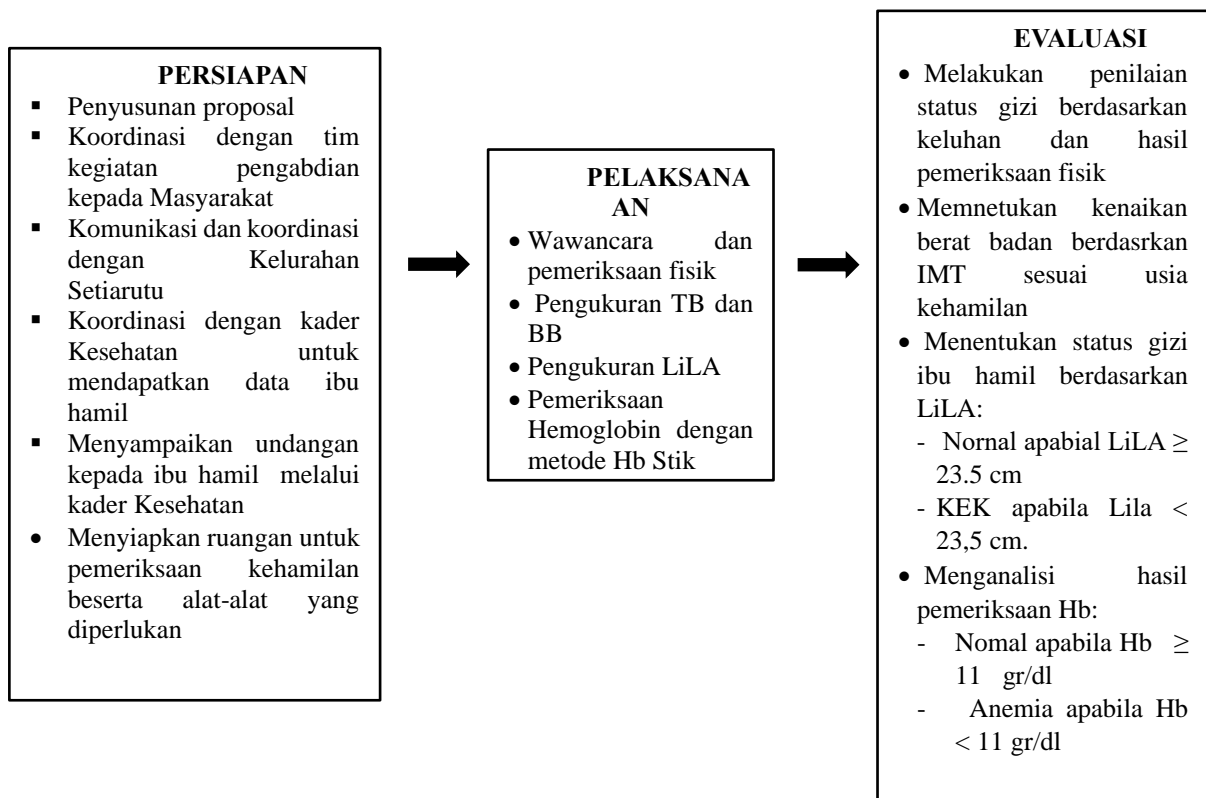 PERSIAPAN
▪ Penyusunan proposal
▪ Koordinasi dengan tim
kegiatan pengabdian
kepada Masyarakat
▪ Komunikasi dan koordinasi
dengan Kelurahan
Setiarutu
▪ Koordinasi dengan kader
Kesehatan untuk
mendapatkan data ibu
hamil
▪ Menyampaikan undangan
kepada ibu hamil melalui
kader Kesehatan
• Menyiapkan ruangan untuk
pemeriksaan kehamilan
beserta alat-alat yang
diperlukan
PELAKSANA
AN
• Wawancara dan
pemeriksaan fisik
• Pengukuran TB dan
BB
• Pengukuran LiLA
• Pemeriksaan
Hemoglobin dengan
metode Hb Stik
EVALUASI
• Melakukan penilaian
status gizi berdasarkan
keluhan dan hasil
pemeriksaan fisik
• Memnetukan kenaikan
berat badan berdasrkan
IMT sesuai usia
kehamilan
• Menentukan status gizi
ibu hamil berdasarkan
LiLA:
- Nornal apabial LiLA ≥
23.5 cm
- KEK apabila Lila <
23,5 cm.
• Menganalisi hasil
pemeriksaan Hb:
- Nomal apabila Hb ≥
11 gr/dl
- Anemia apabila Hb
< 11 gr/dl